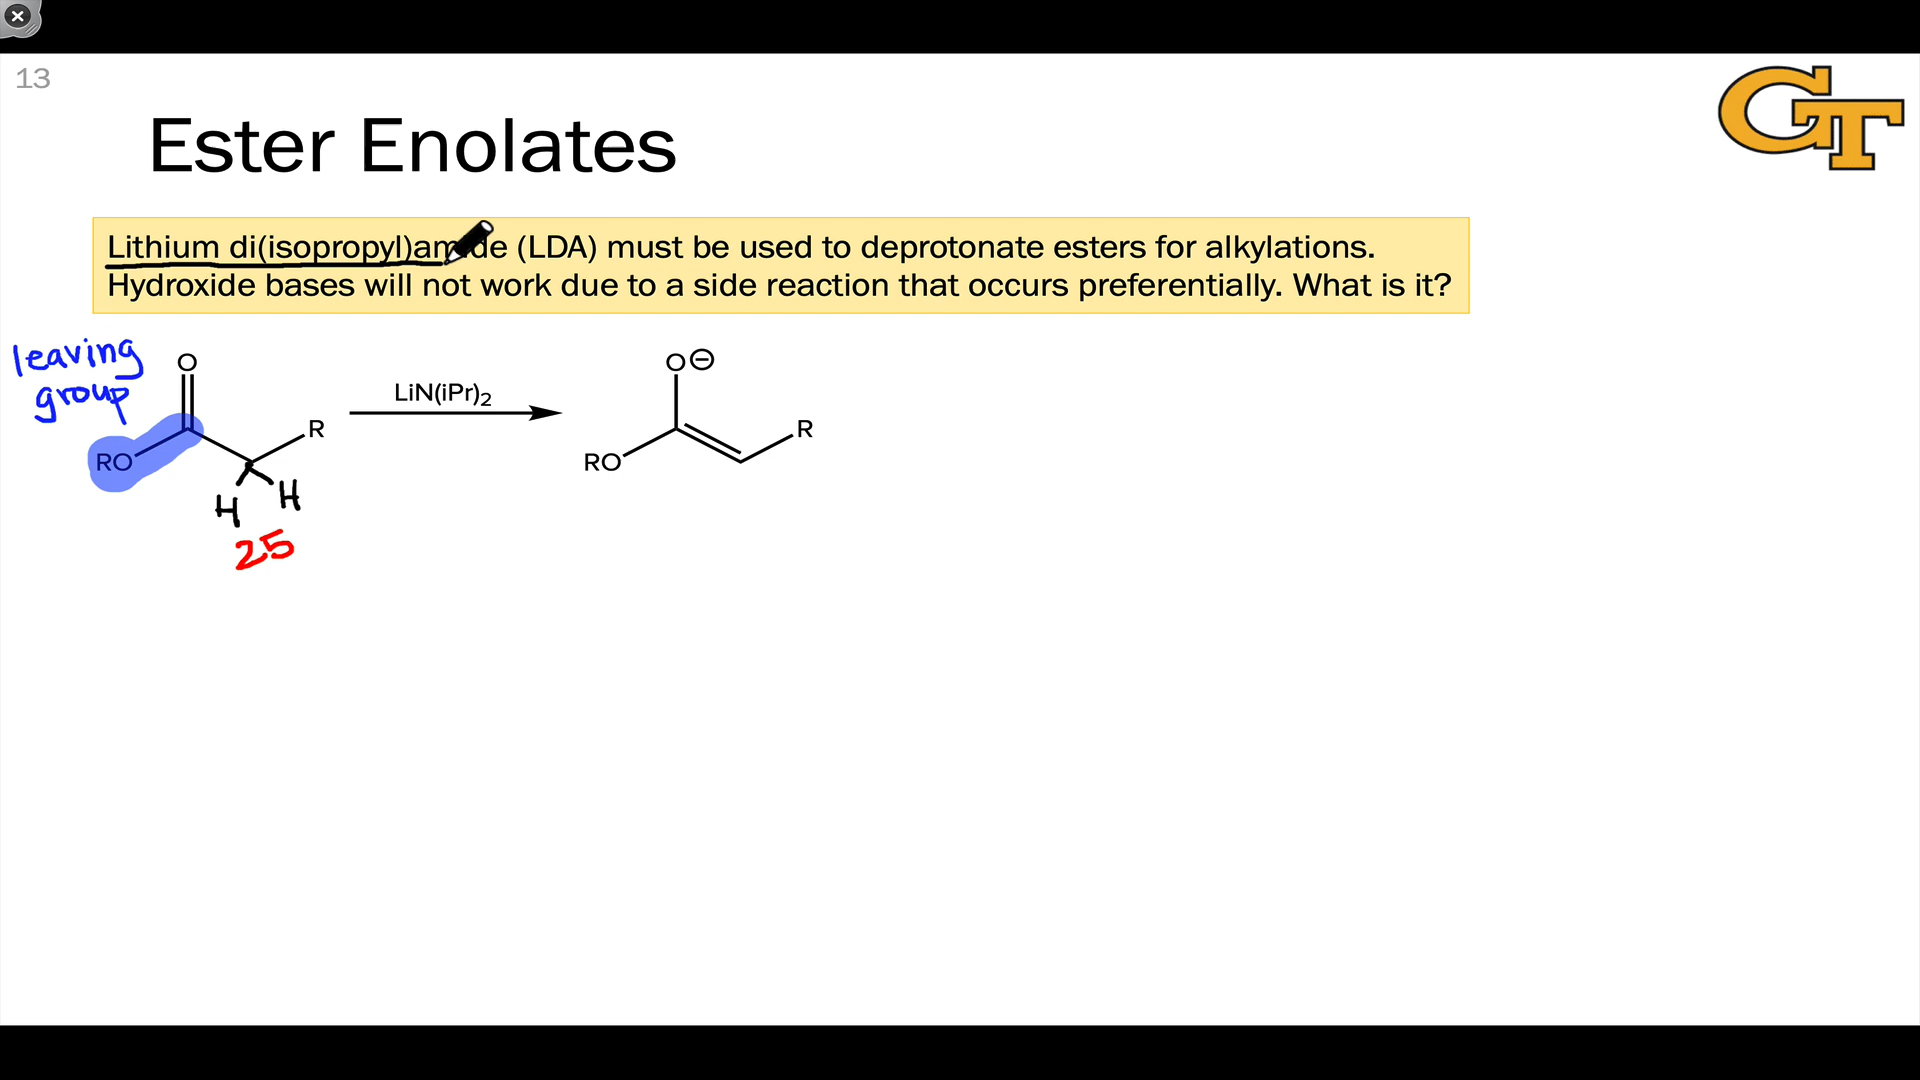 13
GT
Ester Enolates
Lithium di(isopropyl)amide (LDA) must be used to deprotonate esters for alkylations.
Hydroxide bases will not work due to a side reaction that occurs preferentially. What is it?
leaving
group
O
RO
R
H H
25
LiN(iPr)₂
O⊖
RO
R